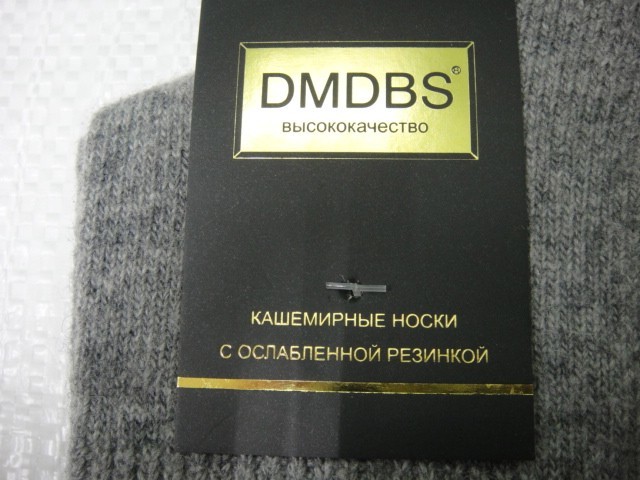 DMDBS®
высококачество
КАШЕМИРНЫЕ НОСКИ
С ОСЛАБЛЕННОЙ РЕЗИНКОЙ